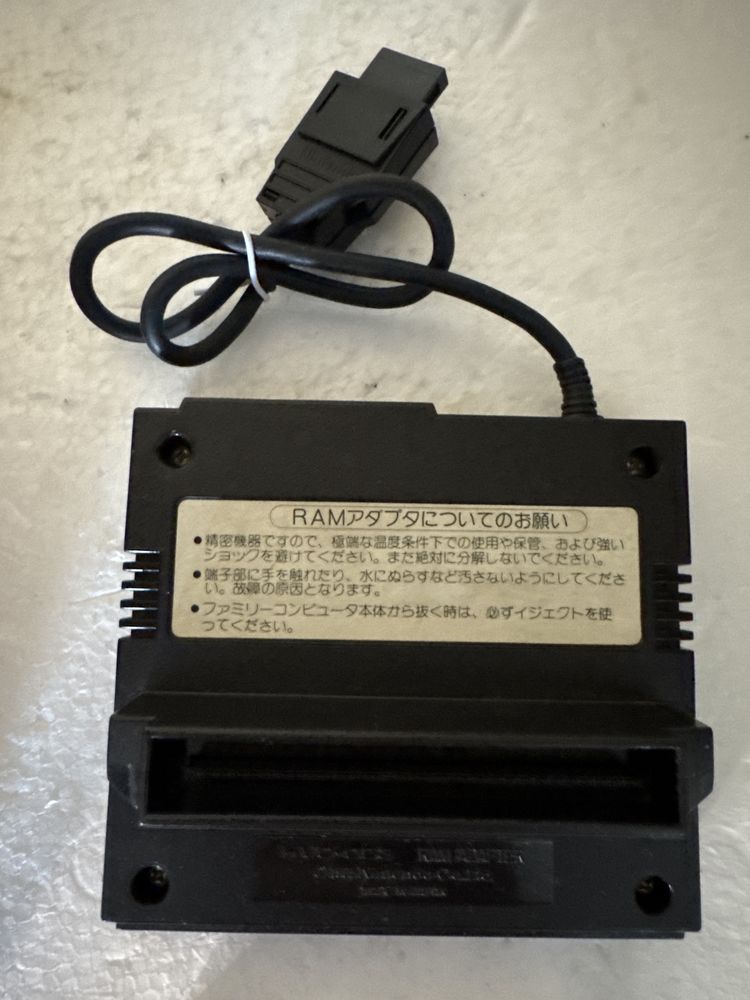 RAMアダプタについてのお願い
●精密機器ですので、極端な温度条件下での使用や保管、および強い
ショックを避けてください。また絶対に分解しないでください。
●端子部に手を触れたり、水にぬらすなど汚さないようにしてくださ
い。故障の原因となります。
●ファミリーコンピュータ本体から抜く時は、必ずイジェクトを使
ってください。
RAM ADAPTER